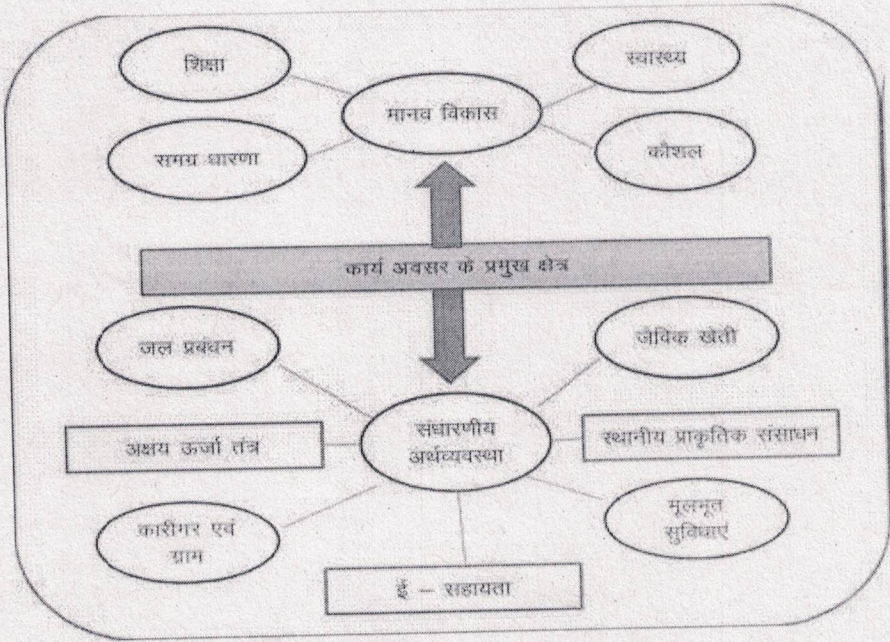 शिक्षा
स्वास्थ्य
मानव विकास
समग्र धारणा
कौशल
कार्य अवसर के प्रमुख क्षेत्र
जल प्रबंधन
जैविक खेती
संधारणीय
अर्थव्यवस्था
अक्षय ऊर्जा तंत्र
स्थानीय प्राकृतिक संसाधन
कारीगर एवं
ग्राम
मूलभूत
सुविधाएं
ई – सहायता